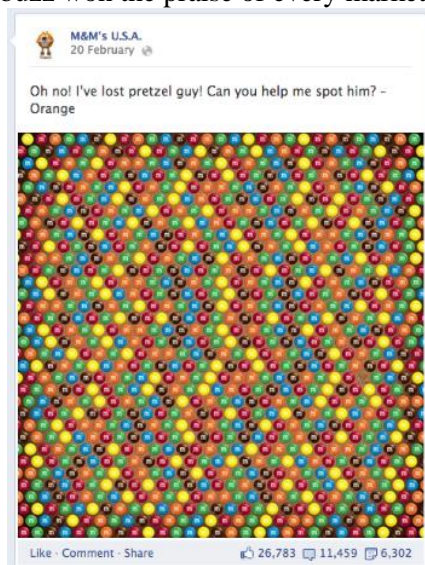 buzz won the praise of every marke
M&M's U.S.A.
20 February
Oh no! I've lost pretzel guy! Can you help me spot him? -
Orange
Like · Comment · Share 26,783 11,459 6,302